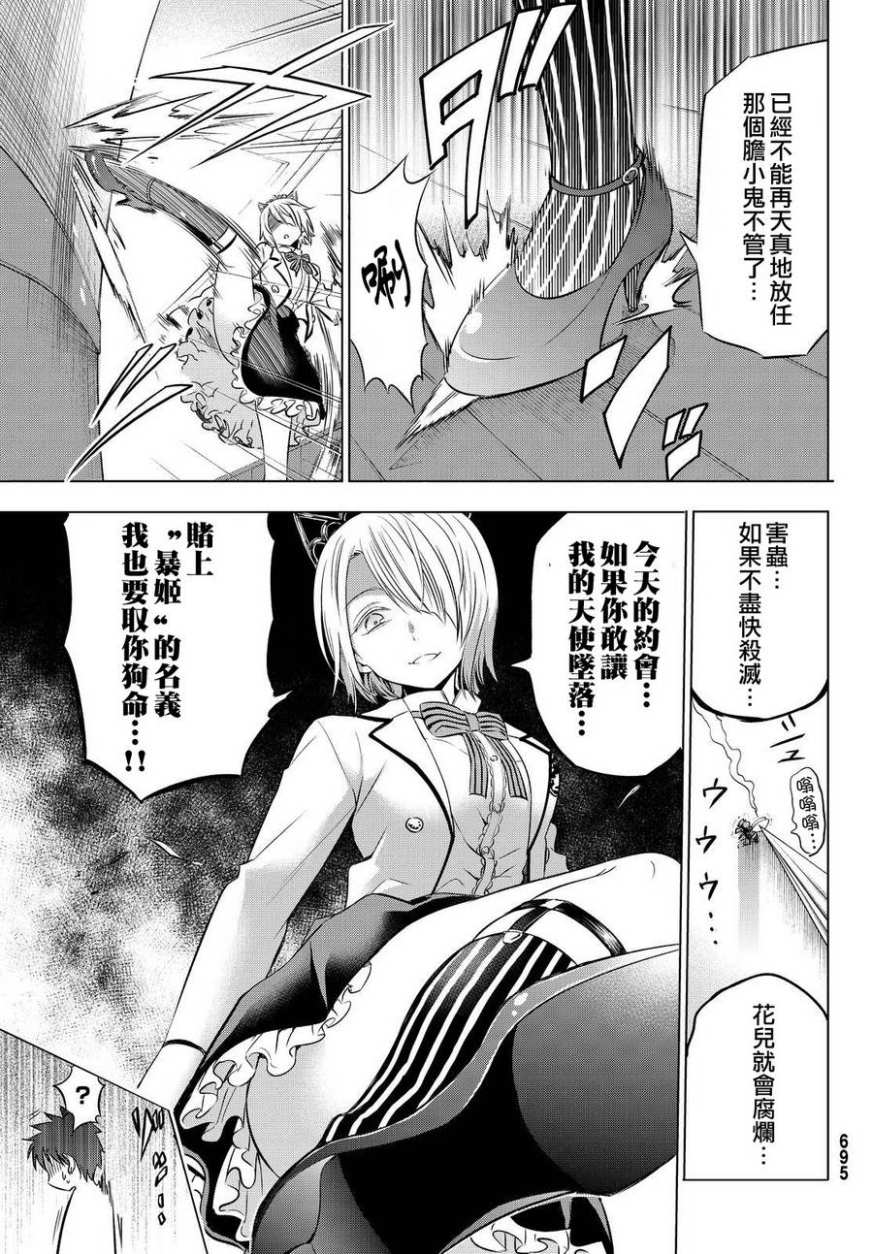 已經不能再天真地放任
那個膽小鬼不管了…
ダッ
唰
害蟲…
如果不盡快殺滅…
嗡嗡嗡…
ウウウ…
花兒就會腐爛…
今天的約會…
如果你敢讓
我的天使墜落…
賭上
"暴姬"的名義
我也要取你狗命…!!
?
695